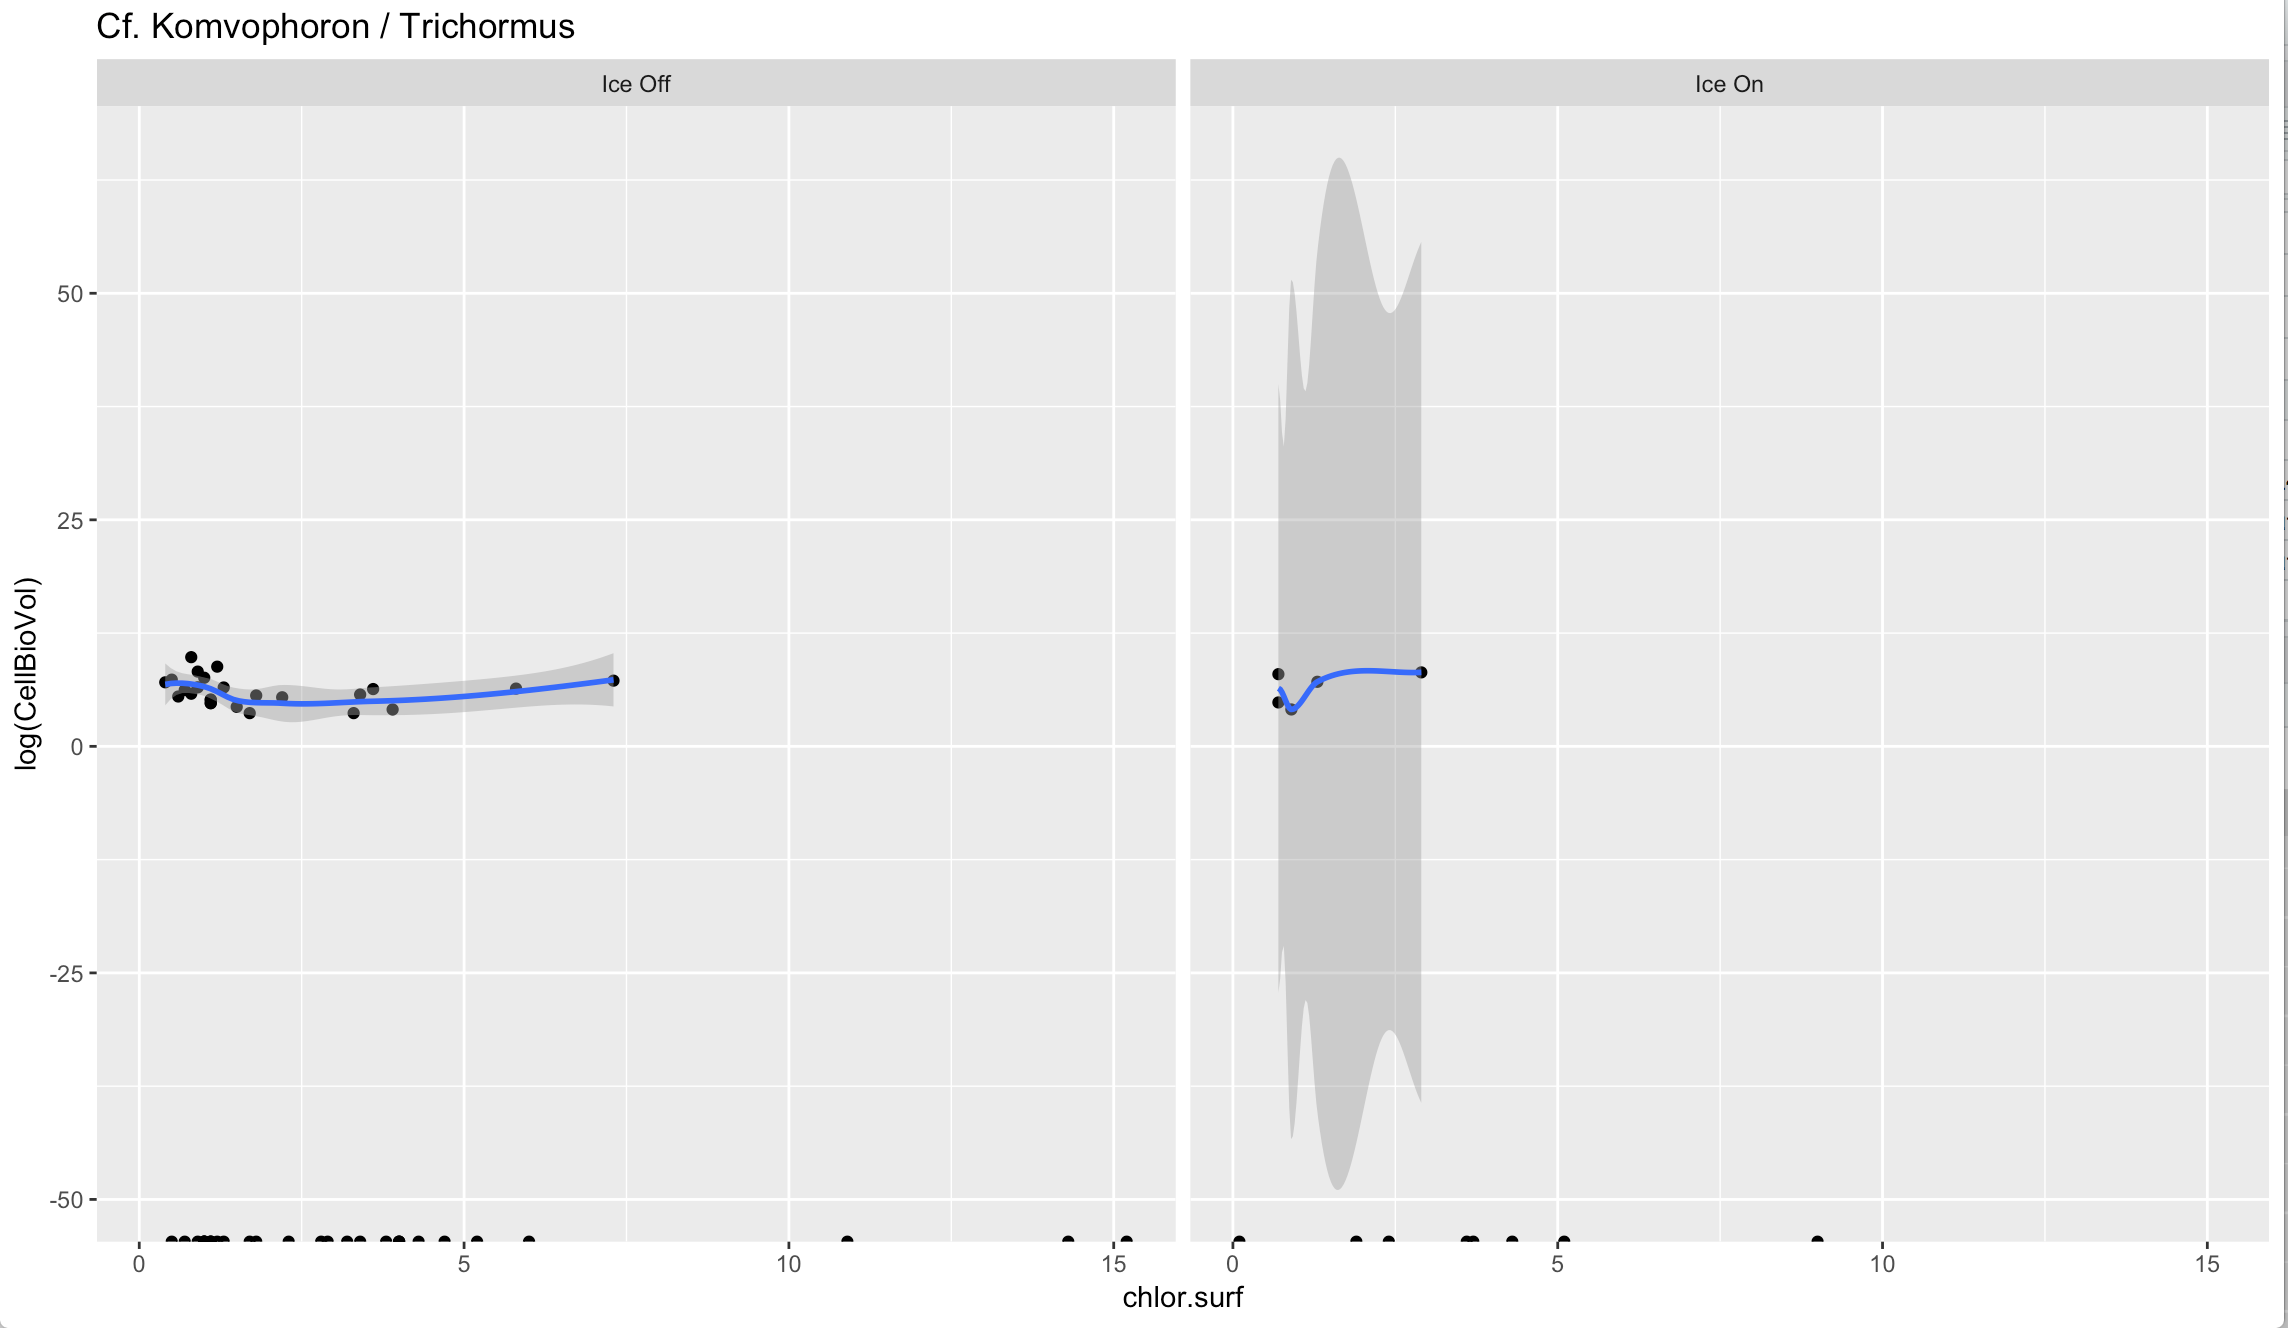 Cf. Komvophoron / Trichormus
Ice Off
Ice On
log(CellBioVol)
50
25
0
-25
-50
0 5 10 15
0 5 10 15
chlor.surf